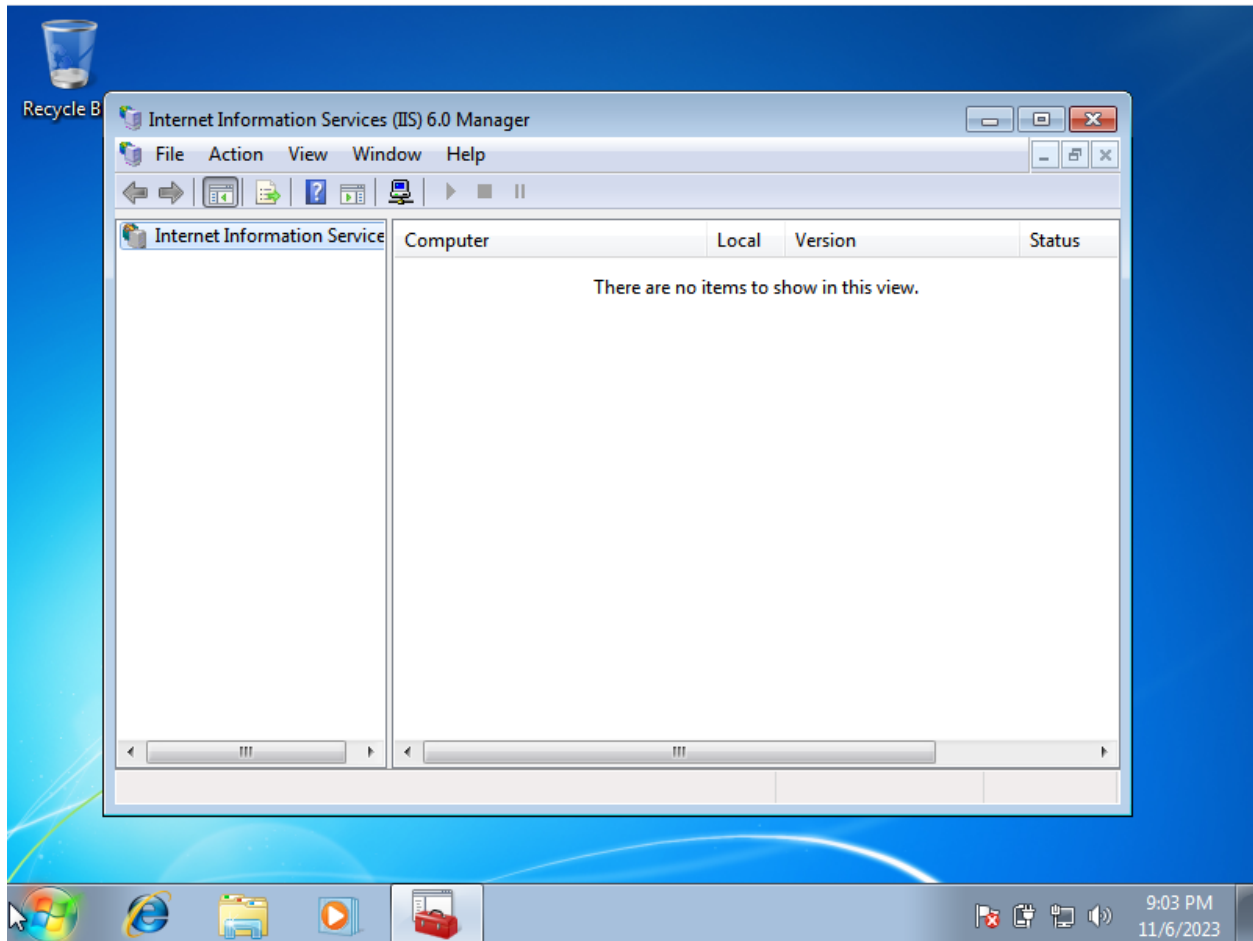 Recycle B
Internet Information Services (IIS) 6.0 Manager
File Action View Window Help
Internet Information Service
Computer Local Version Status
There are no items to show in this view.
9:03 PM
11/6/2023